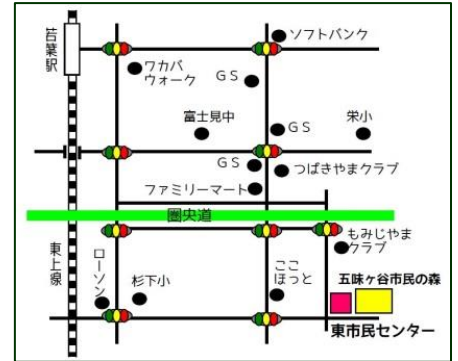 若葉駅
ソフトバンク
ワカバ
ウォーク
GS
富士見中
GS
栄小
GS
つばきやまクラブ
ファミリーマート
圏央道
もみじやま
クラブ
東上線
ローソン
杉下小
ここ
ほっと
五味ヶ谷市民の森
東市民センター